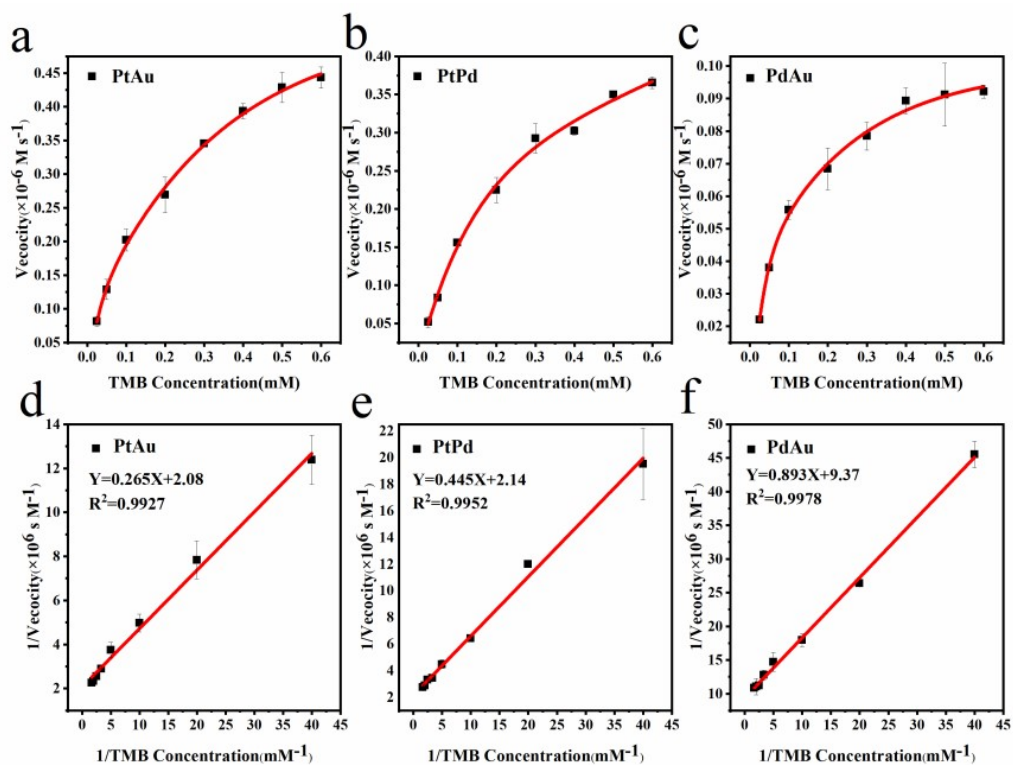 a
b
c
PtAu
PtPd
PdAu
Vecocity(×10⁻⁶ M s⁻¹)
0.45
0.40
0.35
0.30
0.25
0.20
0.15
0.10
0.05
0.0 0.1 0.2 0.3 0.4 0.5 0.6
TMB Concentration(mM)
Vecocity(×10⁻⁶ M s⁻¹)
0.40
0.35
0.30
0.25
0.20
0.15
0.10
0.05
0.0 0.1 0.2 0.3 0.4 0.5 0.6
TMB Concentration(mM)
Vecocity(×10⁻⁶ M s⁻¹)
0.10
0.09
0.08
0.07
0.06
0.05
0.04
0.03
0.02
0.0 0.1 0.2 0.3 0.4 0.5 0.6
TMB Concentration(mM)
d
e
f
PtAu
Y=0.265X+2.08
R²=0.9927
1/Vecocity(×10⁶ s M⁻¹)
14
12
10
8
6
4
2
0 5 10 15 20 25 30 35 40 45
1/TMB Concentration(mM⁻¹)
PtPd
Y=0.445X+2.14
R²=0.9952
1/Vecocity(×10⁶ s M⁻¹)
22
20
18
16
14
12
10
8
6
4
2
0 5 10 15 20 25 30 35 40 45
1/TMB Concentration(mM⁻¹)
PdAu
Y=0.893X+9.37
R²=0.9978
1/Vecocity(×10⁶ s M⁻¹)
50
45
40
35
30
25
20
15
10
0 5 10 15 20 25 30 35 40 45
1/TMB Concentration(mM⁻¹)